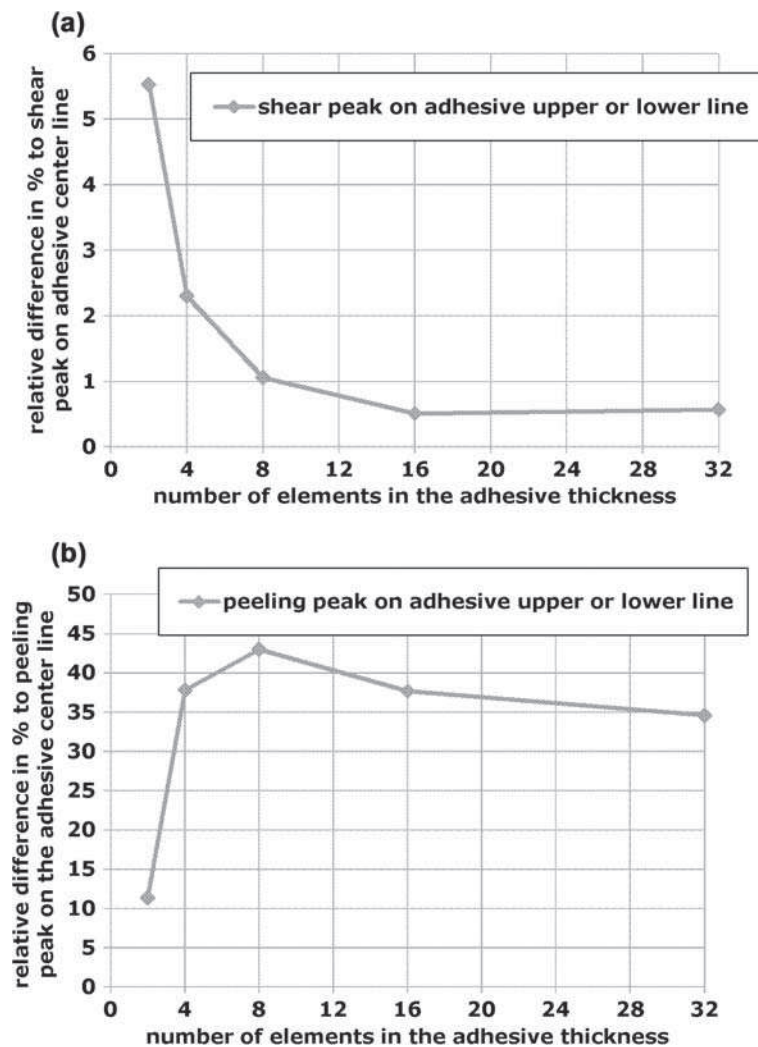 (a)
6
5
4
3
2
1
0
relative difference in % to shear
peak on adhesive center line
shear peak on adhesive upper or lower line
0 4 8 12 16 20 24 28 32
number of elements in the adhesive thickness
(b)
50
45
40
35
30
25
20
15
10
5
0
relative difference in % to peeling
peak on the adhesive center line
peeling peak on adhesive upper or lower line
0 4 8 12 16 20 24 28 32
number of elements in the adhesive thickness